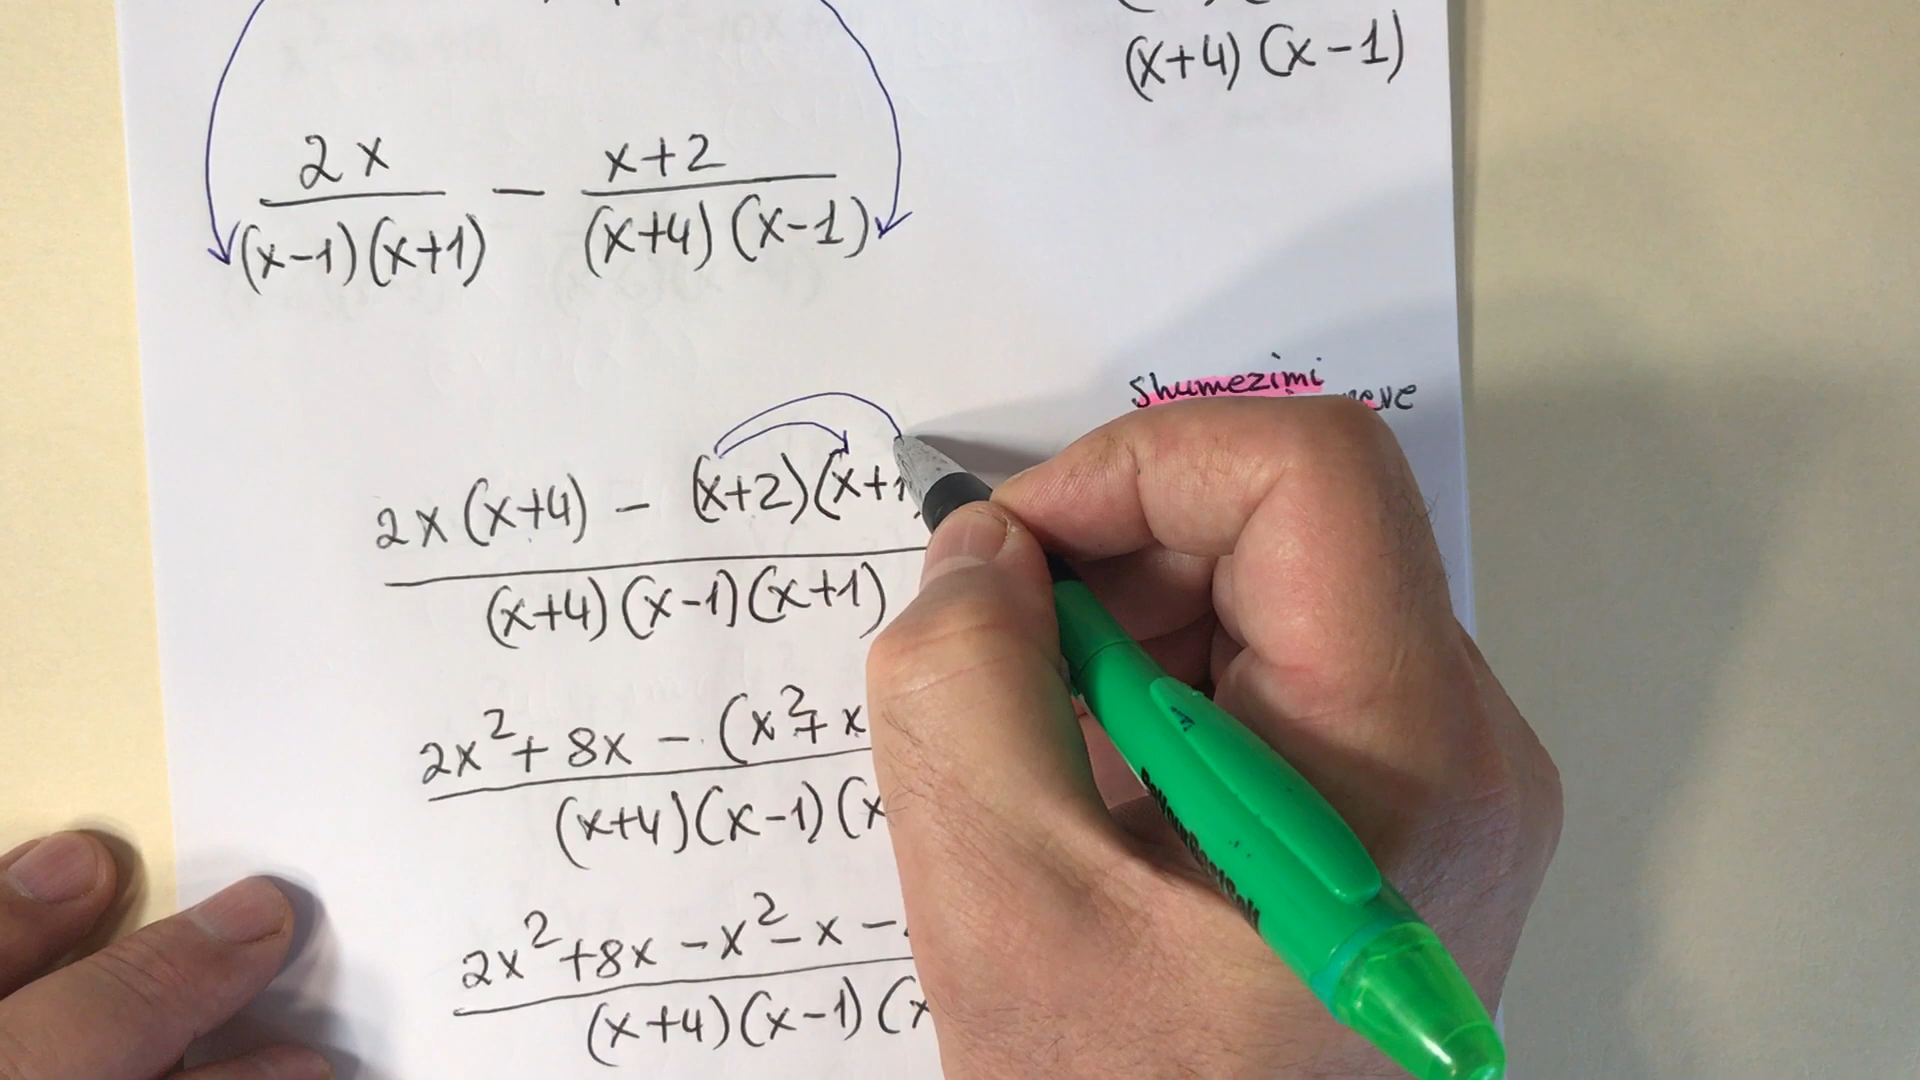 (x+4) (x-1)
2x/((x-1)(x+1)) - (x+2)/((x+4)(x-1))
Shumezimi
2x(x+4) - (x+2)(x+1
(x+4)(x-1)(x+1)
2x²+8x-(x²+x
(x+4)(x-1)(x
2x²+8x-x²-x-
(x+4)(x-1)(x